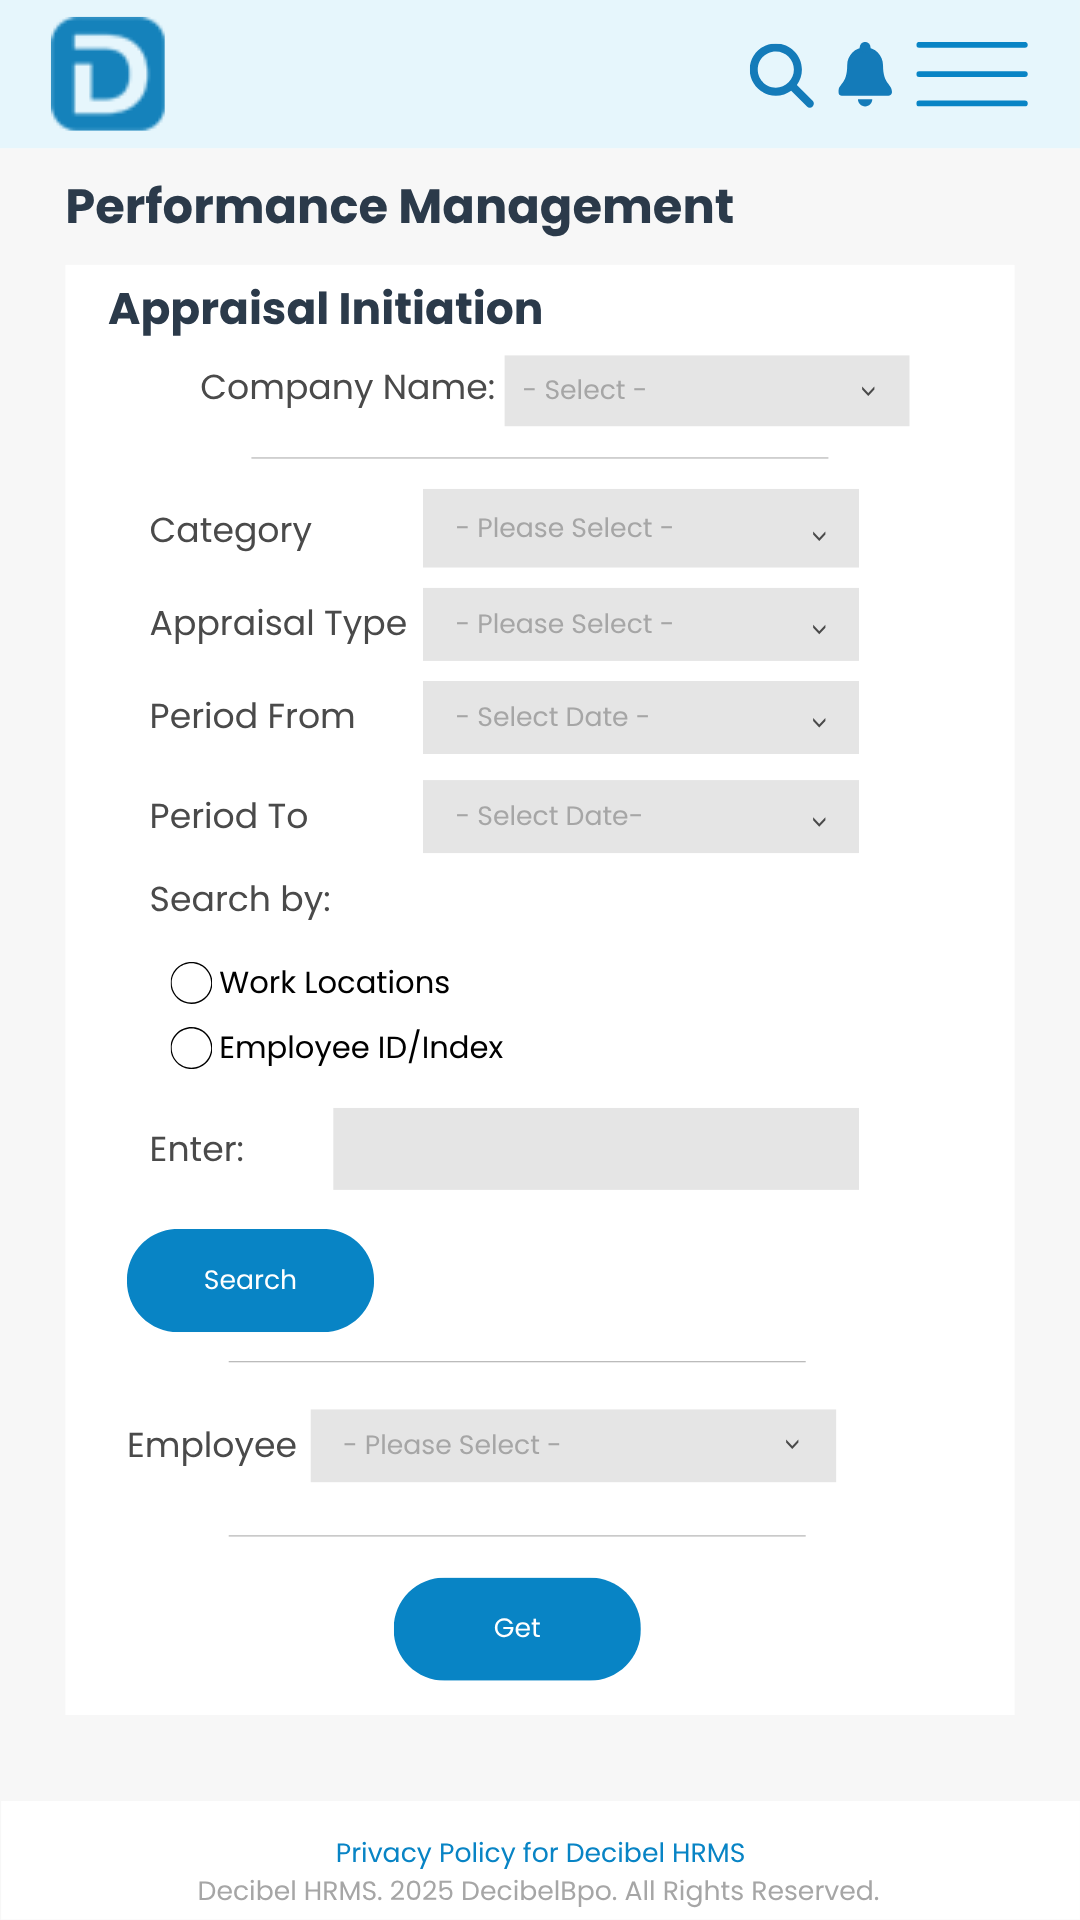 D
Performance Management
Appraisal Initiation
Company Name: - Select -
Category - Please Select -
Appraisal Type - Please Select -
Period From - Select Date -
Period To - Select Date-
Search by:
Work Locations
Employee ID/Index
Enter:
Search
Employee - Please Select -
Get
Privacy Policy for Decibel HRMS
Decibel HRMS. 2025 DecibelBpo. All Rights Reserved.